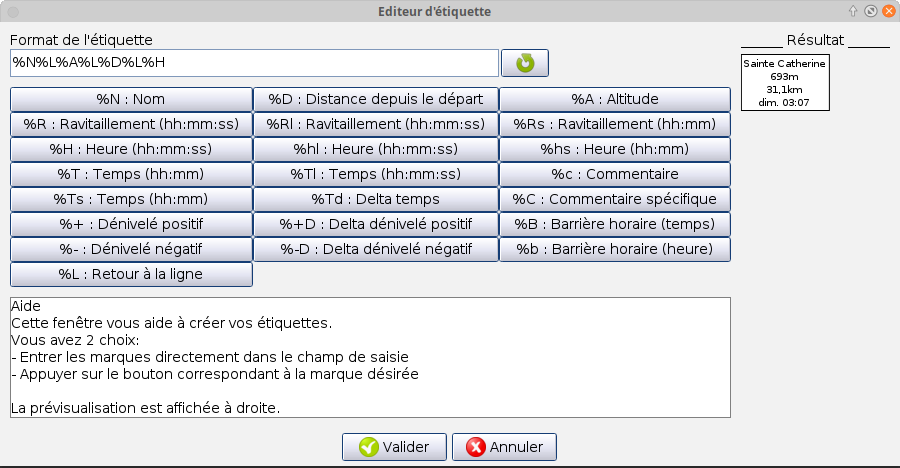 Editeur d'étiquette
Format de l'étiquette
%N%L%A%L%D%L%H
_____ Résultat _____
Sainte Catherine
693m
31,1km
dim. 03:07
%N : Nom
%D : Distance depuis le départ
%A : Altitude
%R : Ravitaillement (hh:mm:ss)
%Rl : Ravitaillement (hh:mm:ss)
%Rs : Ravitaillement (hh:mm)
%H : Heure (hh:mm:ss)
%hl : Heure (hh:mm:ss)
%hs : Heure (hh:mm)
%T : Temps (hh:mm)
%Tl : Temps (hh:mm:ss)
%c : Commentaire
%Ts : Temps (hh:mm)
%Td : Delta temps
%C : Commentaire spécifique
%+ : Dénivelé positif
%+D : Delta dénivelé positif
%B : Barrière horaire (temps)
%- : Dénivelé négatif
%-D : Delta dénivelé négatif
%b : Barrière horaire (heure)
%L : Retour à la ligne
Aide
Cette fenêtre vous aide à créer vos étiquettes.
Vous avez 2 choix:
- Entrer les marques directement dans le champ de saisie
- Appuyer sur le bouton correspondant à la marque désirée
La prévisualisation est affichée à droite.
Valider
Annuler